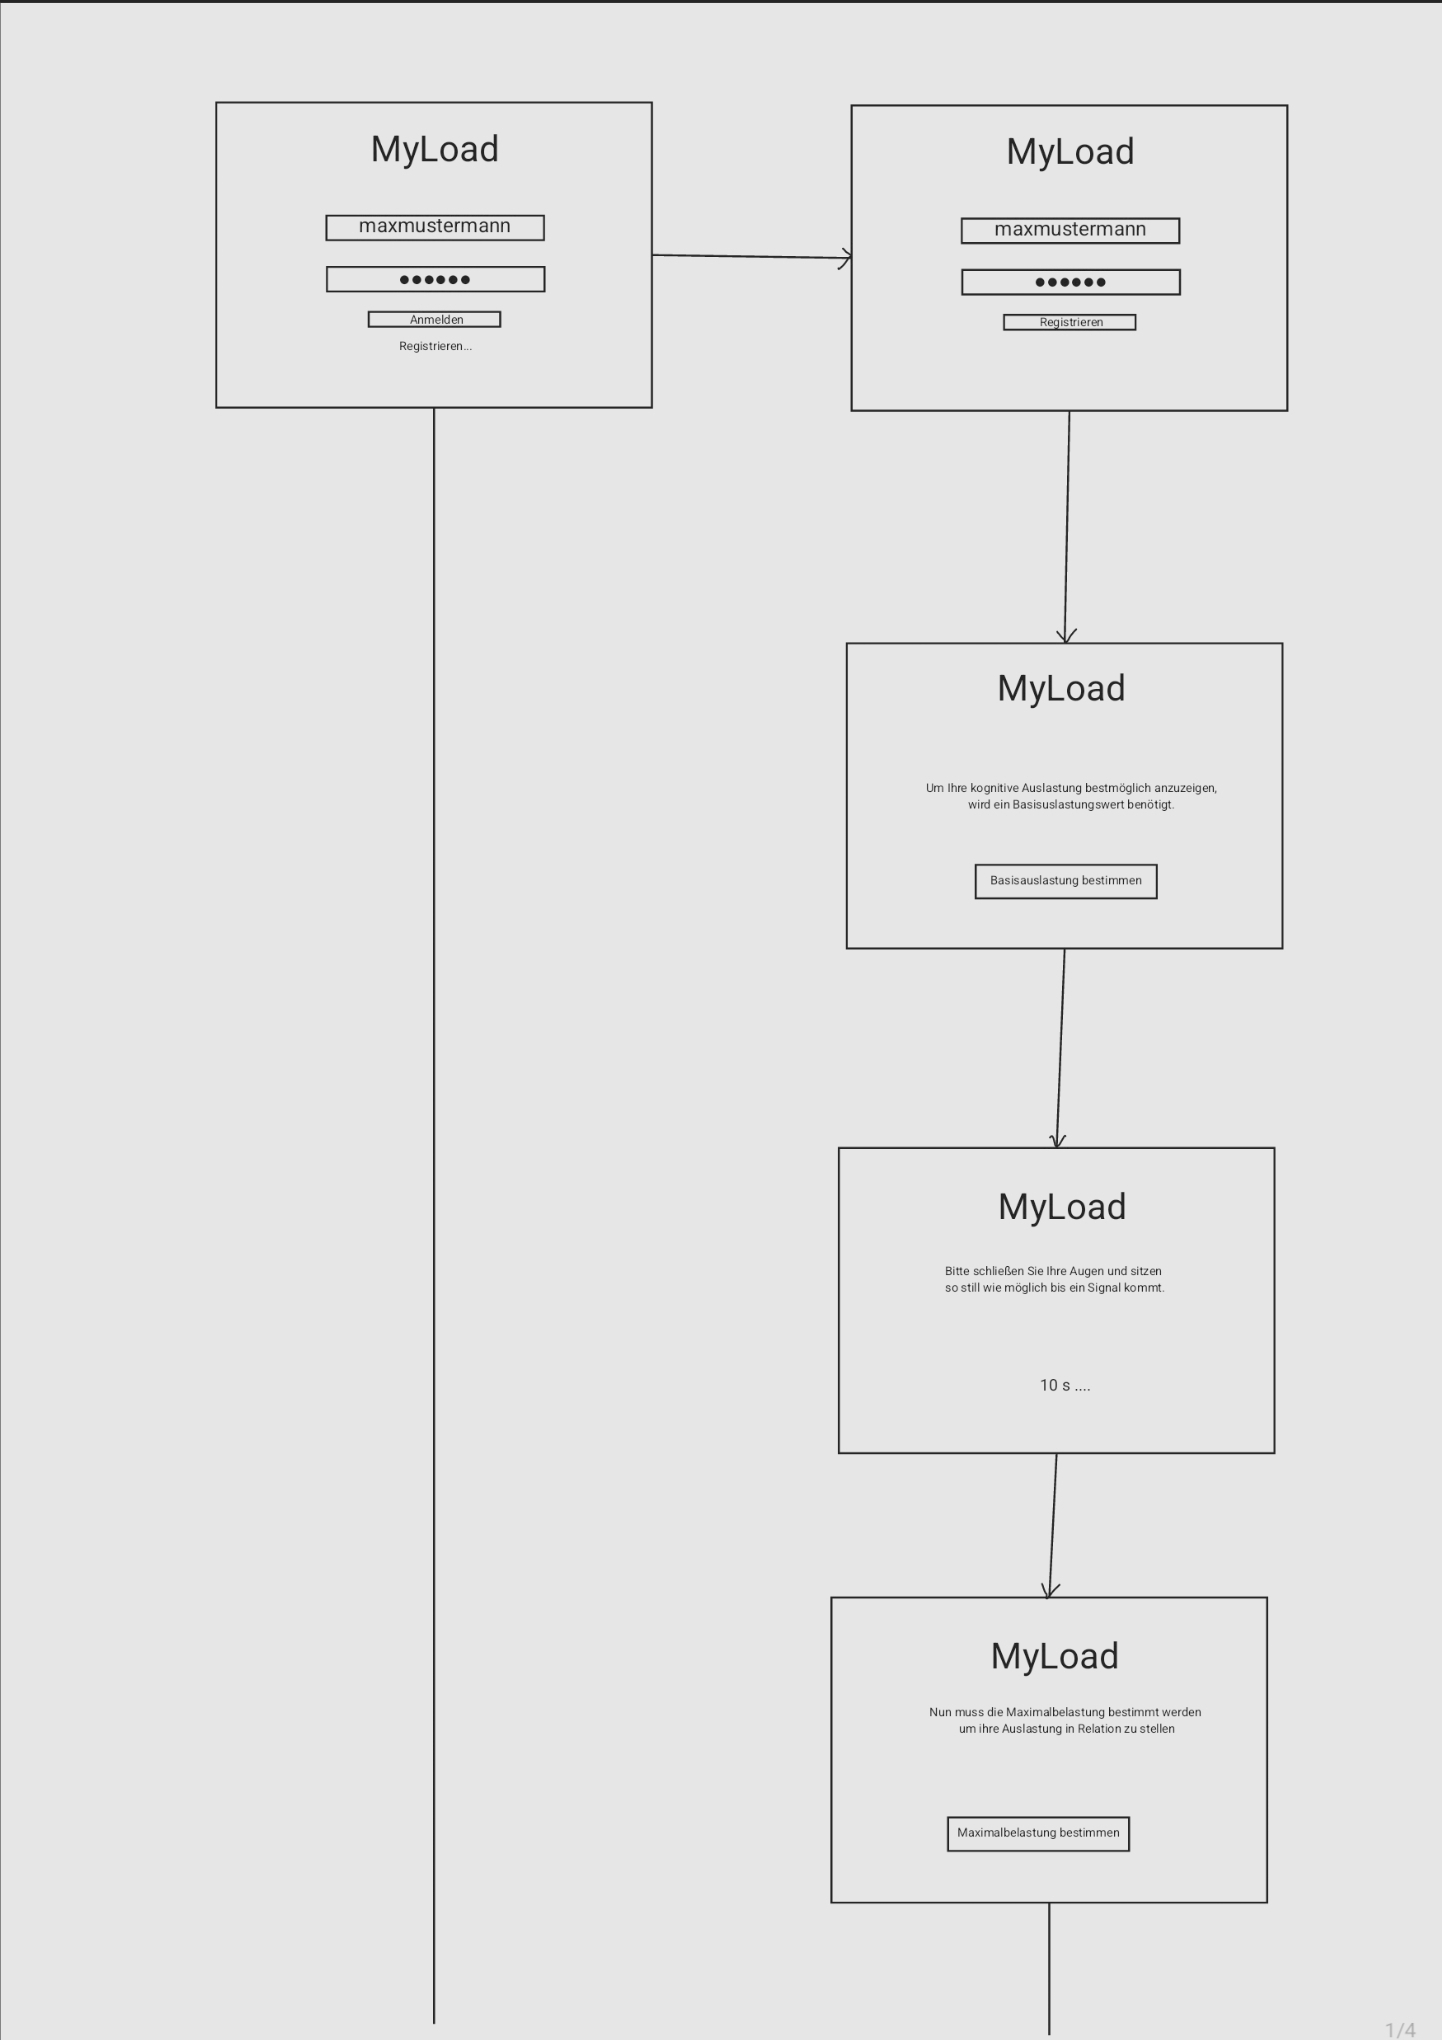 MyLoad
maxmustermann
●●●●●●
Anmelden
Registrieren...
MyLoad
maxmustermann
●●●●●●
Registrieren
MyLoad
Um Ihre kognitive Auslastung bestmöglich anzuzeigen,
wird ein Basisuslastungswert benötigt.
Basisauslastung bestimmen
MyLoad
Bitte schließen Sie Ihre Augen und sitzen
so still wie möglich bis ein Signal kommt.
10 s ....
MyLoad
Nun muss die Maximalbelastung bestimmt werden
um ihre Auslastung in Relation zu stellen
Maximalbelastung bestimmen
1/4